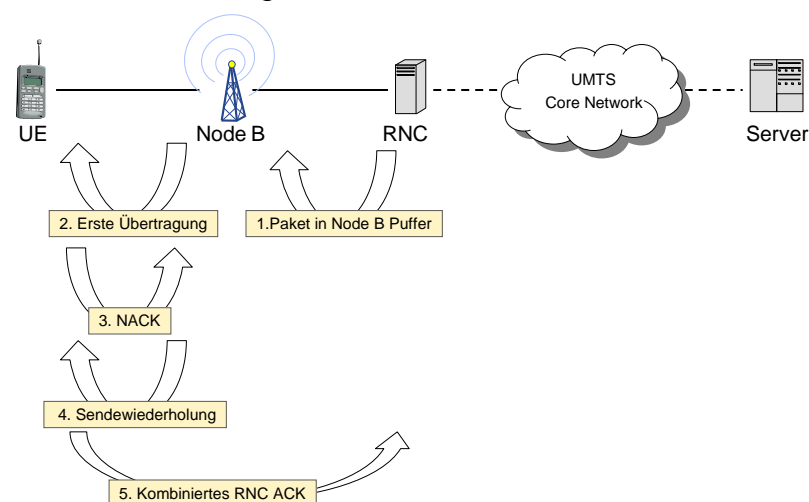 UMTS
Core Network
UE
Node B
RNC
Server
2. Erste Übertragung
1.Paket in Node B Puffer
3. NACK
4. Sendewiederholung
5. Kombiniertes RNC ACK